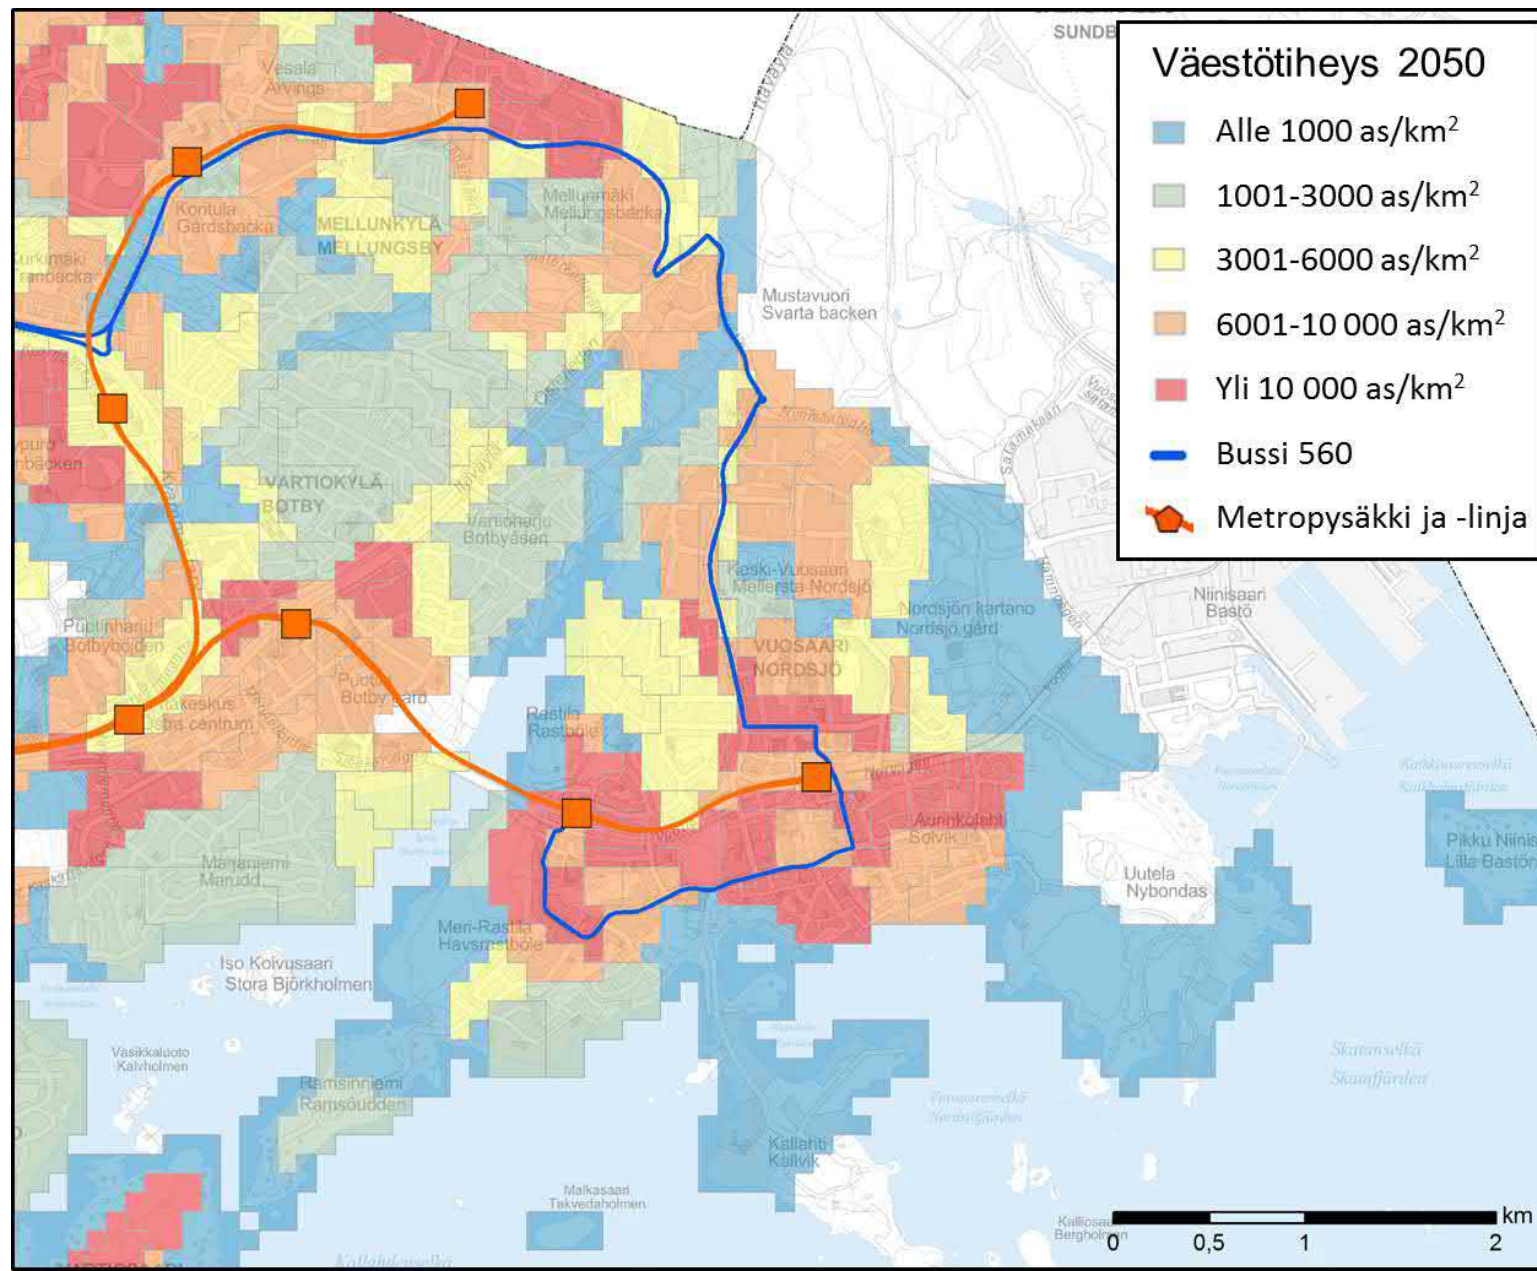 Väestötiheys 2050
Alle 1000 as/km²
1001-3000 as/km²
3001-6000 as/km²
6001-10 000 as/km²
Yli 10 000 as/km²
Bussi 560
Metropysäkki ja -linja
Vesala
Arvings
Kontula
Gårdsbacka
MELLUNKYLÄ
MELLUNGSBY
Mellunmäki
Mellungsbacka
Mustavuori
Svarta backen
VARTIOKYLÄ
BOTBY
Vartioharju
Botbyåsen
Keski-Vuosaari
Mellersta Nordsjö
Nordsjön kartano
Nordsjö gård
Niinisaari
Bastö
Puotinharju
Botbyhöjden
VUOSAARI
NORDSJÖ
Puotila
Botby gård
Rastila
Rastböle
Aurinkolahti
Solvik
Uutela
Nybondas
Pikku Niinis
Lilla Bastön
Marjaniemi
Marudd
Meri-Rastila
Havsrastböle
Iso Koivusaari
Stora Björkholmen
Vasikkaluoto
Kalvholmen
Ramsinniemi
Ramsöudden
Skatanselkä
Skatafjärden
Kallahti
Kallvik
Malkasaari
Takvedaholmen
Itäväylä
Satamakaari
km
0 0,5 1 2